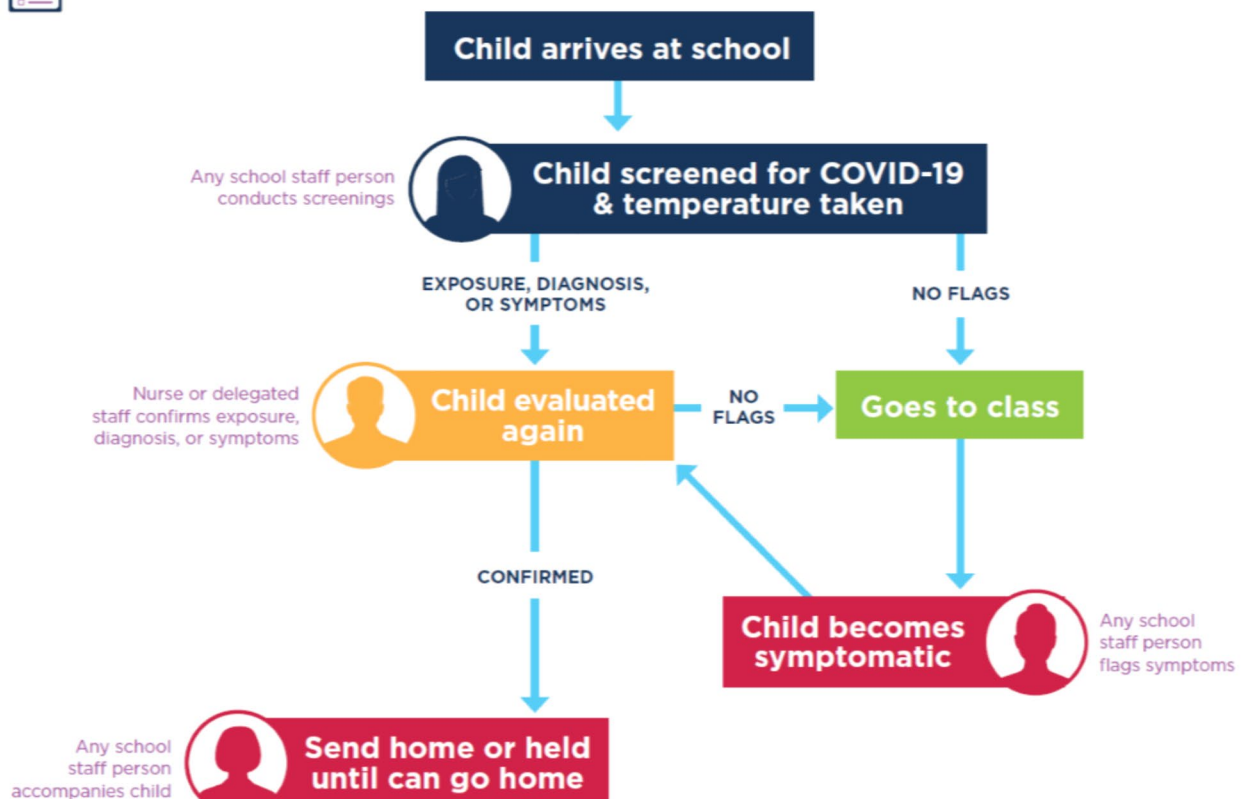 Child arrives at school
Any school staff person
conducts screenings
Child screened for COVID-19
& temperature taken
EXPOSURE, DIAGNOSIS,
OR SYMPTOMS
NO FLAGS
Nurse or delegated
staff confirms exposure,
diagnosis, or symptoms
Child evaluated
again
NO
FLAGS
Goes to class
CONFIRMED
Child becomes
symptomatic
Any school
staff person
flags symptoms
Any school
staff person
accompanies child
Send home or held
until can go home